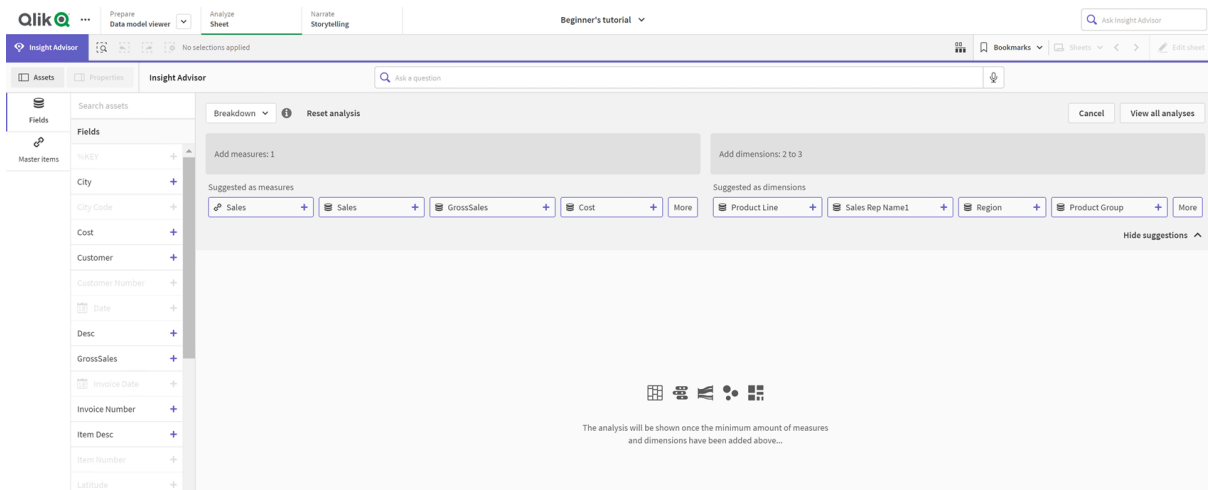 Qlik
Prepare
Data model viewer
Analyze
Sheet
Narrate
Storytelling
Beginner's tutorial
Ask Insight Advisor
Insight Advisor
No selections applied
Bookmarks
Sheets
Edit sheet
Assets
Properties
Insight Advisor
Ask a question
Fields
Master items
Search assets
Fields
%KEY
City
City Code
Cost
Customer
Customer Number
Date
Desc
GrossSales
Invoice Date
Invoice Number
Item Desc
Item Number
Latitude
Breakdown
Reset analysis
Cancel
View all analyses
Add measures: 1
Add dimensions: 2 to 3
Suggested as measures
Sales
Sales
GrossSales
Cost
More
Suggested as dimensions
Product Line
Sales Rep Name1
Region
Product Group
More
Hide suggestions
The analysis will be shown once the minimum amount of measures
and dimensions have been added above...